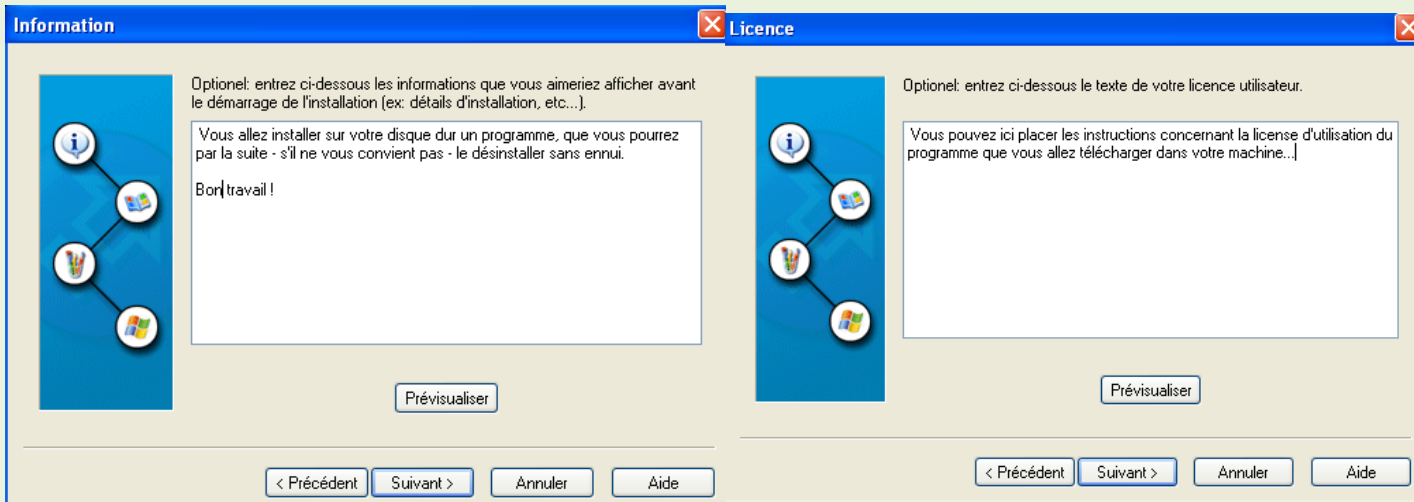 Information
Optionel: entrez ci-dessous les informations que vous aimeriez afficher avant
le démarrage de l'installation (ex: détails d'installation, etc...).
Vous allez installer sur votre disque dur un programme, que vous pourrez
par la suite - s'il ne vous convient pas - le désinstaller sans ennui.
Bon travail !
Prévisualiser
< Précédent
Suivant >
Annuler
Aide
Licence
Optionel: entrez ci-dessous le texte de votre licence utilisateur.
Vous pouvez ici placer les instructions concernant la license d'utilisation du
programme que vous allez télécharger dans votre machine...
Prévisualiser
< Précédent
Suivant >
Annuler
Aide